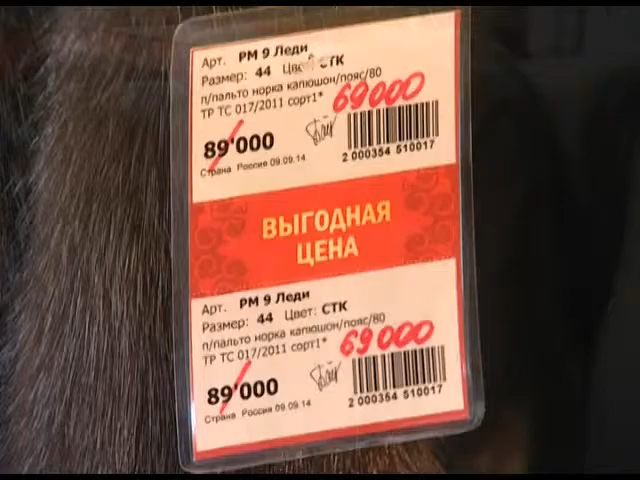 Арт. РМ 9 Леди
Размер: 44 Цвет СТК
п/пальто норка капюшон/пояс/80
ТР ТС 017/2011 сорт1*
69000
89'000
2 000354 510017
Страна Россия 09.09.14
ВЫГОДНАЯ
ЦЕНА
Арт. РМ 9 Леди
Размер: 44 Цвет: СТК
п/пальто норка капюшон/пояс/80
ТР ТС 017/2011 сорт1*
69000
89'000
2 000354 510017
Страна Россия 09.09.14